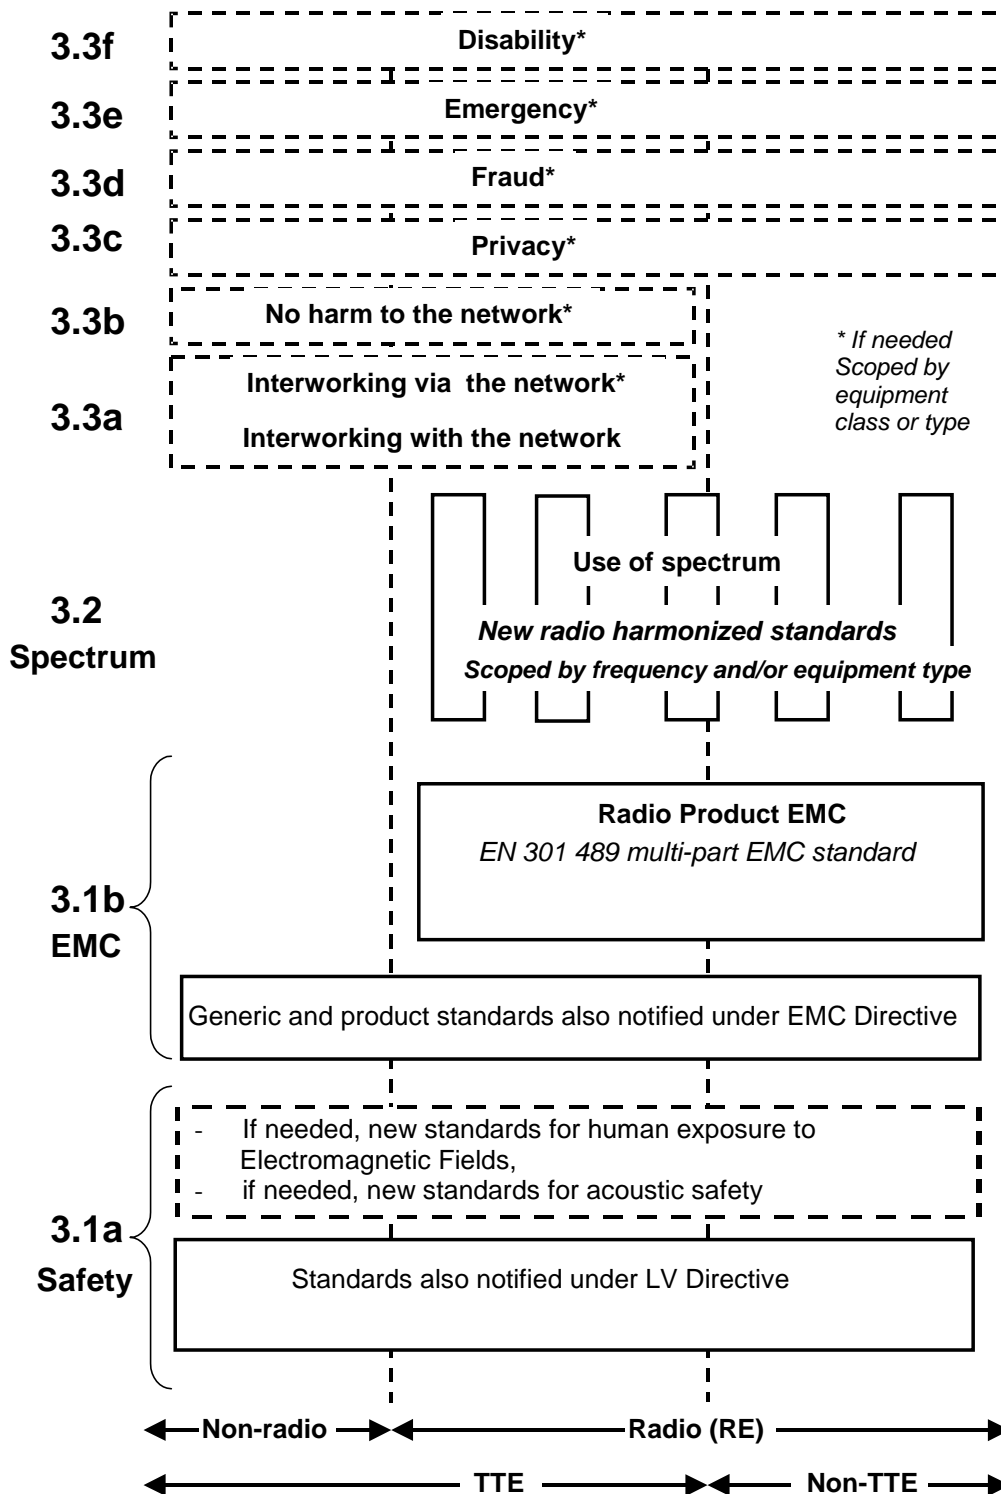 3.3f
Disability*
3.3e
Emergency*
3.3d
Fraud*
3.3c
Privacy*
3.3b
No harm to the network*
* If needed
Scoped by
equipment
class or type
3.3a
Interworking via the network*
Interworking with the network
Use of spectrum
3.2
Spectrum
New radio harmonized standards
Scoped by frequency and/or equipment type
Radio Product EMC
EN 301 489 multi-part EMC standard
3.1b
EMC
Generic and product standards also notified under EMC Directive
- If needed, new standards for human exposure to
Electromagnetic Fields,
- if needed, new standards for acoustic safety
3.1a
Safety
Standards also notified under LV Directive
Non-radio
Radio (RE)
TTE
Non-TTE